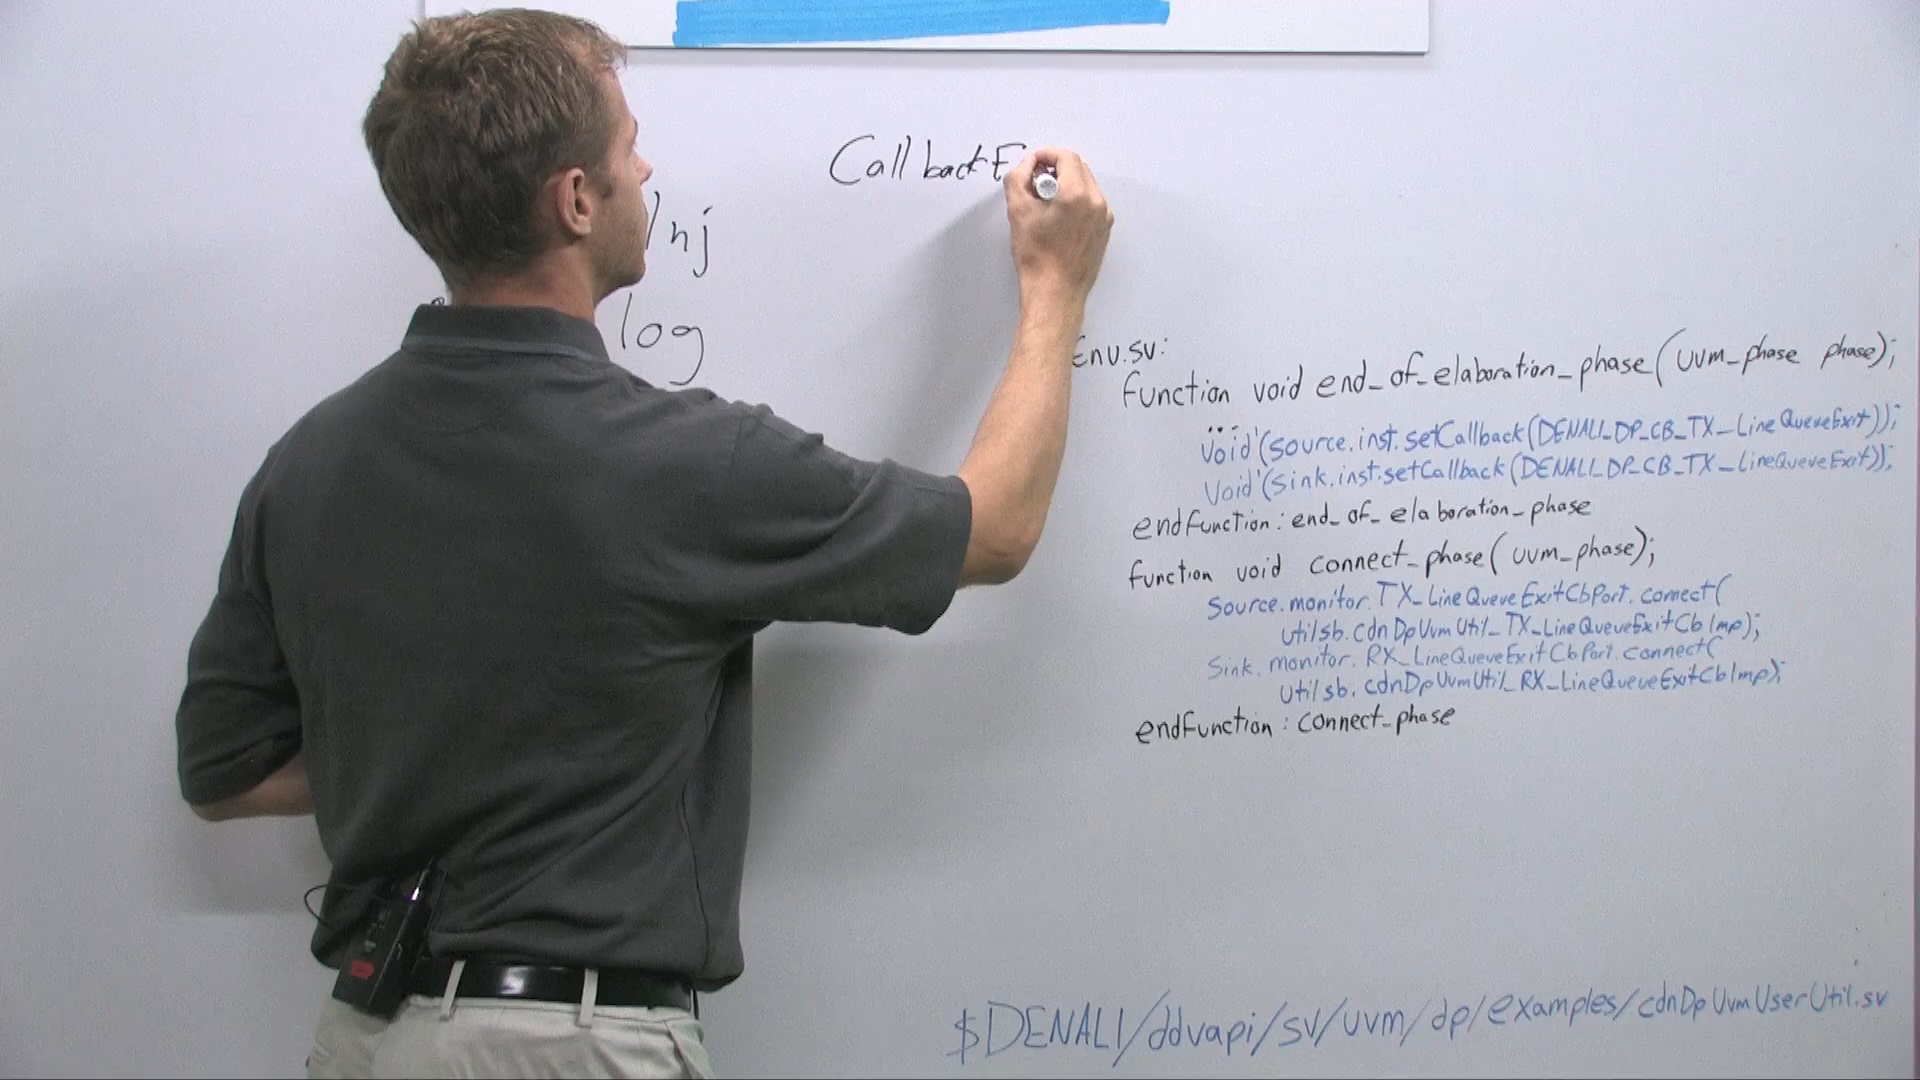 Callback E
Inj
log
Env.sv:
function void end_of_elaboration_phase(uvm_phase phase);
...
void'(source.inst.setCallback(DENALI_DP_CB_TX_LineQueueExit));
void'(sink.inst.setCallback(DENALI_DP_CB_TX_LineQueueExit));
endfunction: end_of_elaboration_phase
function void connect_phase(uvm_phase);
Source.monitor.TX_LineQueueExitCbPort.connect(
utilsb.cdnDpUvmUtil_TX_LineQueueExitCbImp);
Sink.monitor.RX_LineQueueExitCbPort.connect(
utilsb.cdnDpUvmUtil_RX_LineQueueExitCbImp);
endfunction: connect_phase
$DENALI/ddvapi/sv/uvm/dp/examples/cdnDpUvmUserUtil.sv